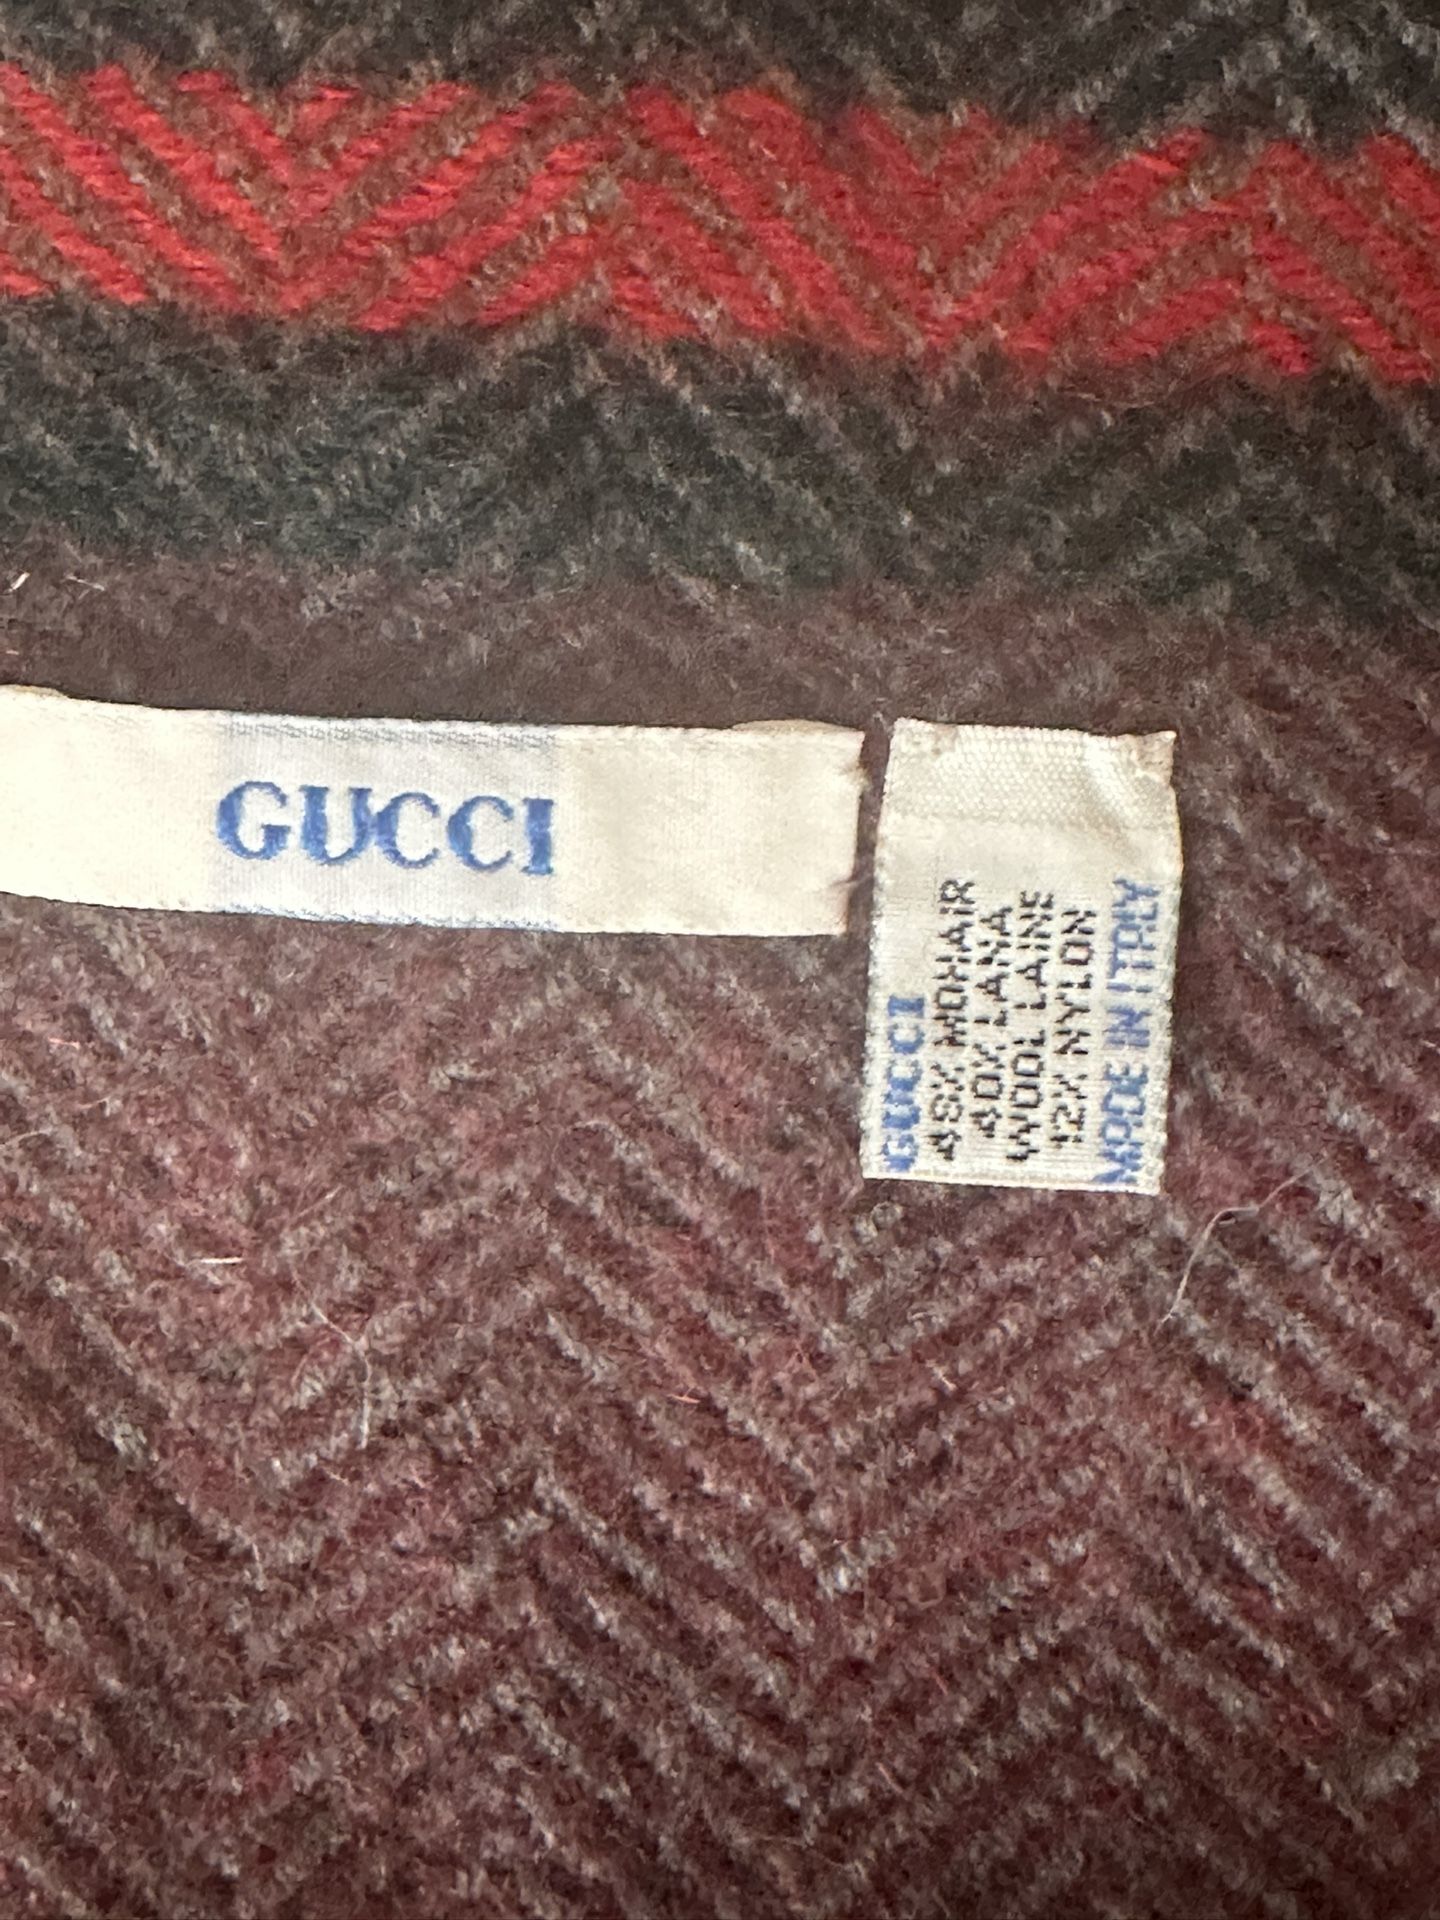 GUCCI
GUCCI
48% MOHAIR
40% LANA
WOOL LAINE
12% NYLON
MADE IN ITALY